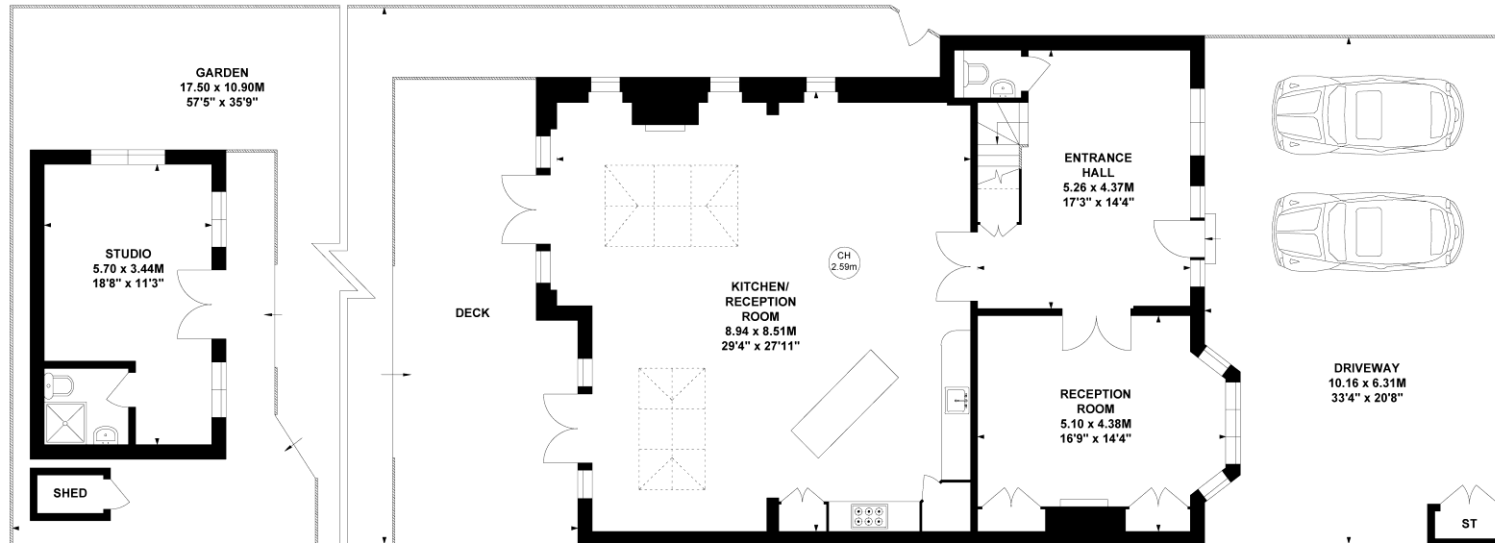 GARDEN
17.50 x 10.90M
57'5" x 35'9"
STUDIO
5.70 x 3.44M
18'8" x 11'3"
SHED
DECK
KITCHEN/
RECEPTION
ROOM
8.94 x 8.51M
29'4" x 27'11"
CH
2.59m
ENTRANCE
HALL
5.26 x 4.37M
17'3" x 14'4"
RECEPTION
ROOM
5.10 x 4.38M
16'9" x 14'4"
DRIVEWAY
10.16 x 6.31M
33'4" x 20'8"
ST